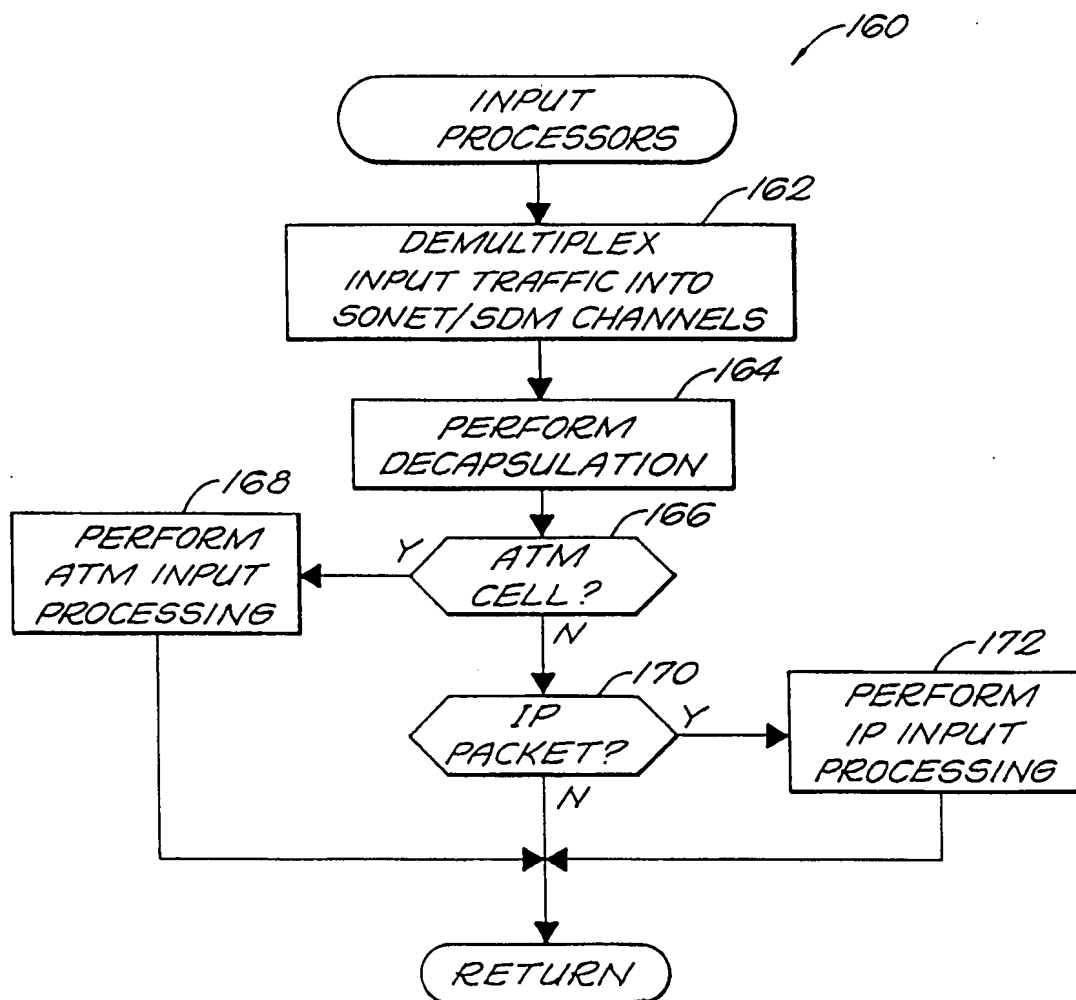 160
INPUT
PROCESSORS
162
DEMULTIPLEX
INPUT TRAFFIC INTO
SONET/SDM CHANNELS
164
PERFORM
DECAPSULATION
168
PERFORM
ATM INPUT
PROCESSING
166
Y
ATM
CELL?
N
170
IP
PACKET?
Y
N
172
PERFORM
IP INPUT
PROCESSING
RETURN